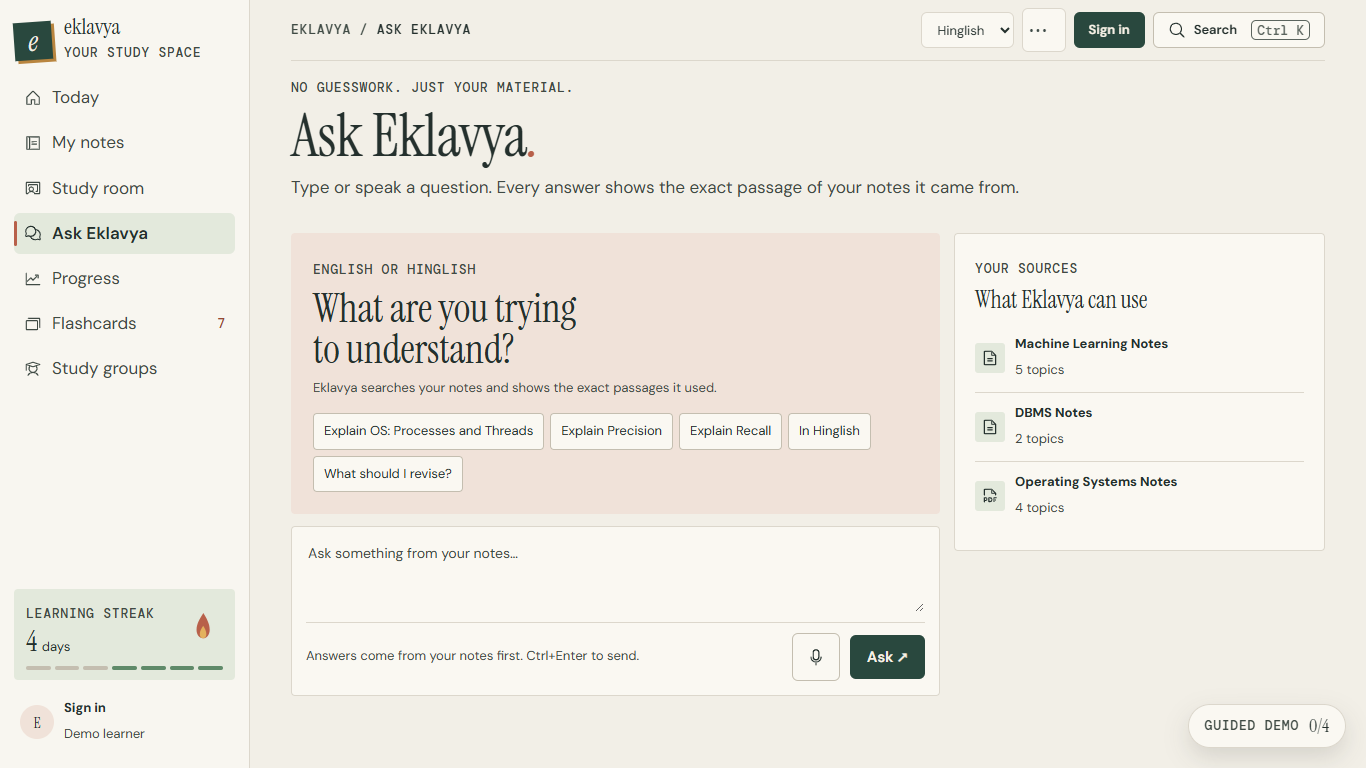 e
eklavya
YOUR STUDY SPACE
Today
My notes
Study room
Ask Eklavya
Progress
Flashcards 7
Study groups
LEARNING STREAK
4 days
E
Sign in
Demo learner
EKLAVYA / ASK EKLAVYA
Hinglish
...
Sign in
Search Ctrl K
NO GUESSWORK. JUST YOUR MATERIAL.
Ask Eklavya.
Type or speak a question. Every answer shows the exact passage of your notes it came from.
ENGLISH OR HINGLISH
What are you trying
to understand?
Eklavya searches your notes and shows the exact passages it used.
Explain OS: Processes and Threads
Explain Precision
Explain Recall
In Hinglish
What should I revise?
Ask something from your notes…
Answers come from your notes first. Ctrl+Enter to send.
Ask ↗
YOUR SOURCES
What Eklavya can use
Machine Learning Notes
5 topics
DBMS Notes
2 topics
PDF
Operating Systems Notes
4 topics
GUIDED DEMO 0/4